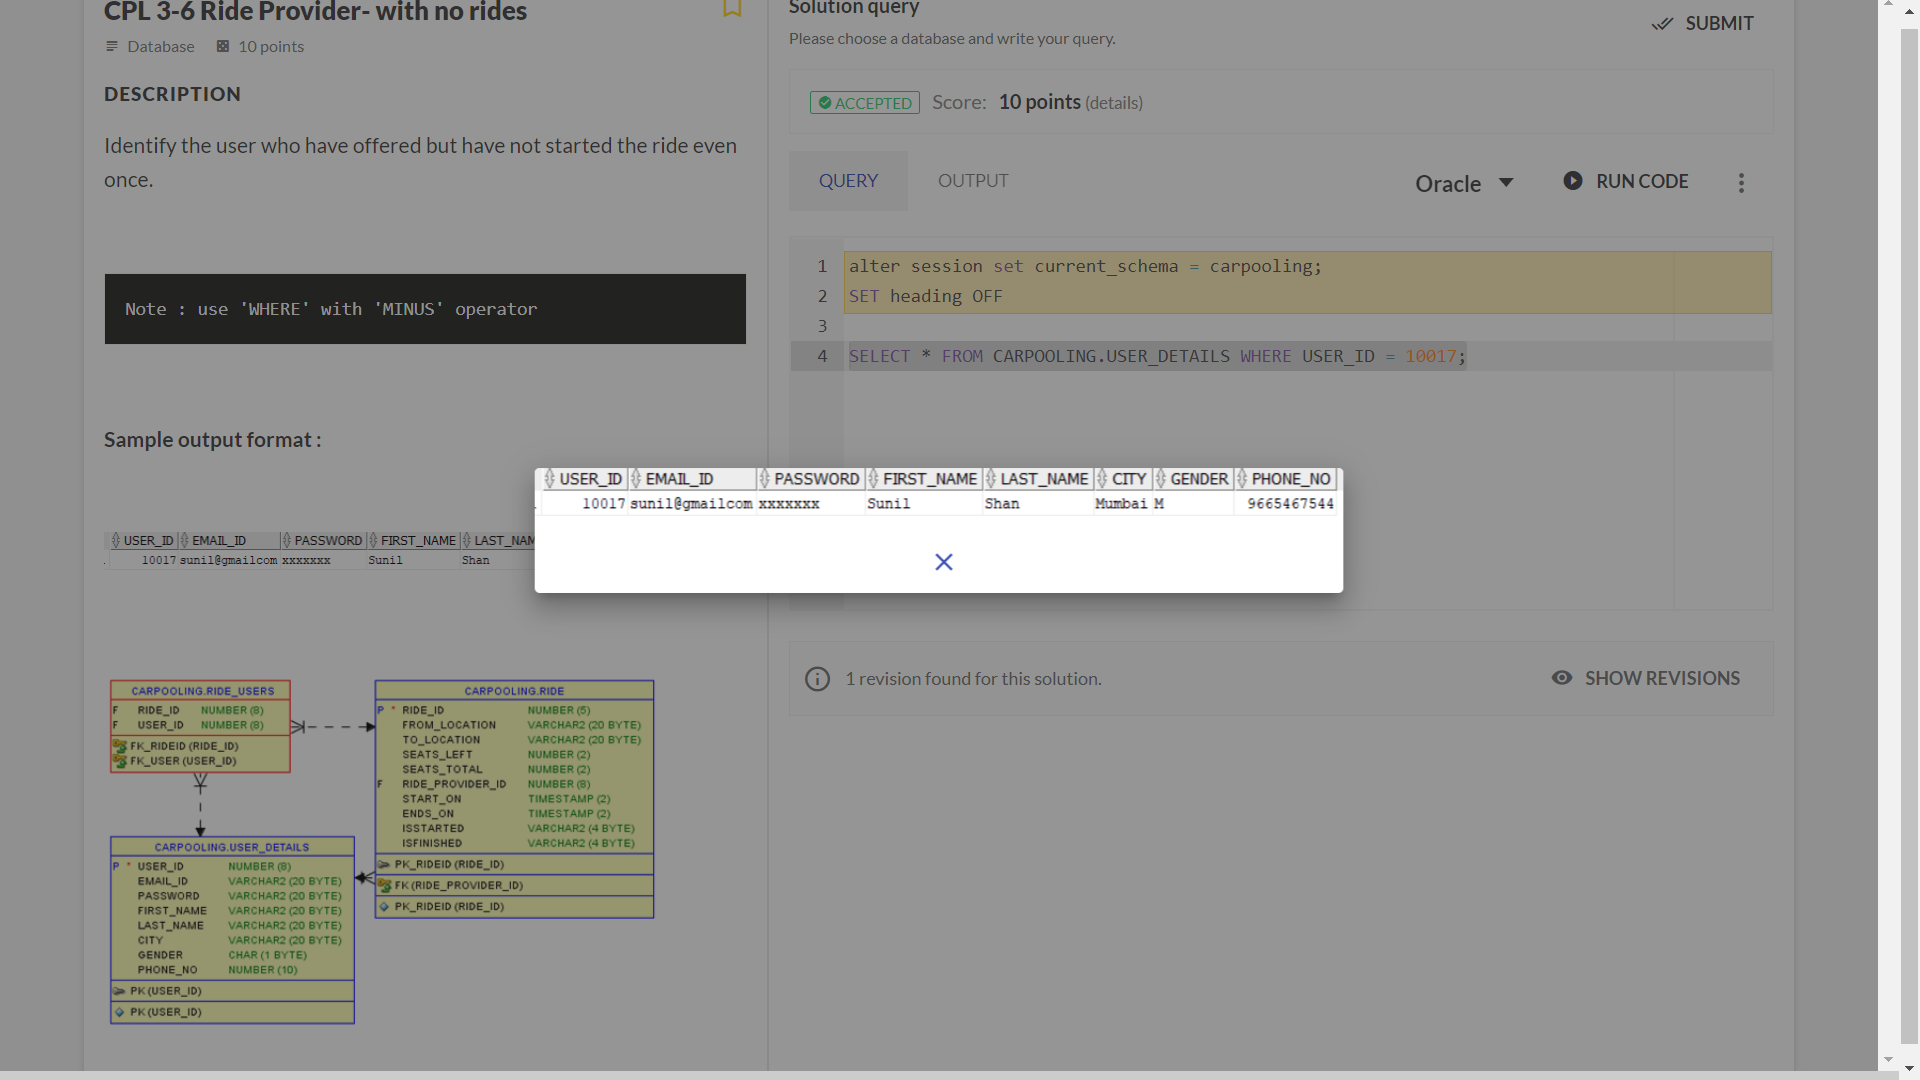 CPL 3-6 Ride Provider- with no rides
Database 10 points
DESCRIPTION
Identify the user who have offered but have not started the ride even
once.
Note : use 'WHERE' with 'MINUS' operator
Sample output format :
USER_ID EMAIL_ID PASSWORD FIRST_NAME LAST_NAM
10017 sunil@gmailcom xxxxxxx Sunil Shan
CARPOOLING.RIDE_USERS
F RIDE_ID NUMBER (8)
F USER_ID NUMBER (8)
FK_RIDEID (RIDE_ID)
FK_USER (USER_ID)
CARPOOLING.RIDE
P * RIDE_ID NUMBER (5)
FROM_LOCATION VARCHAR2 (20 BYTE)
TO_LOCATION VARCHAR2 (20 BYTE)
SEATS_LEFT NUMBER (2)
SEATS_TOTAL NUMBER (2)
F RIDE_PROVIDER_ID NUMBER (8)
START_ON TIMESTAMP (2)
ENDS_ON TIMESTAMP (2)
ISSTARTED VARCHAR2 (4 BYTE)
ISFINISHED VARCHAR2 (4 BYTE)
PK_RIDEID (RIDE_ID)
FK (RIDE_PROVIDER_ID)
PK_RIDEID (RIDE_ID)
CARPOOLING.USER_DETAILS
P * USER_ID NUMBER (8)
EMAIL_ID VARCHAR2 (20 BYTE)
PASSWORD VARCHAR2 (20 BYTE)
FIRST_NAME VARCHAR2 (20 BYTE)
LAST_NAME VARCHAR2 (20 BYTE)
CITY VARCHAR2 (20 BYTE)
GENDER CHAR (1 BYTE)
PHONE_NO NUMBER (10)
PK (USER_ID)
PK (USER_ID)
Solution query
Please choose a database and write your query.
SUBMIT
ACCEPTED Score: 10 points (details)
QUERY OUTPUT Oracle RUN CODE
1 alter session set current_schema = carpooling;
2 SET heading OFF
3
4 SELECT * FROM CARPOOLING.USER_DETAILS WHERE USER_ID = 10017;
USER_ID EMAIL_ID PASSWORD FIRST_NAME LAST_NAME CITY GENDER PHONE_NO
10017 sunil@gmailcom xxxxxxx Sunil Shan Mumbai M 9665467544
1 revision found for this solution. SHOW REVISIONS